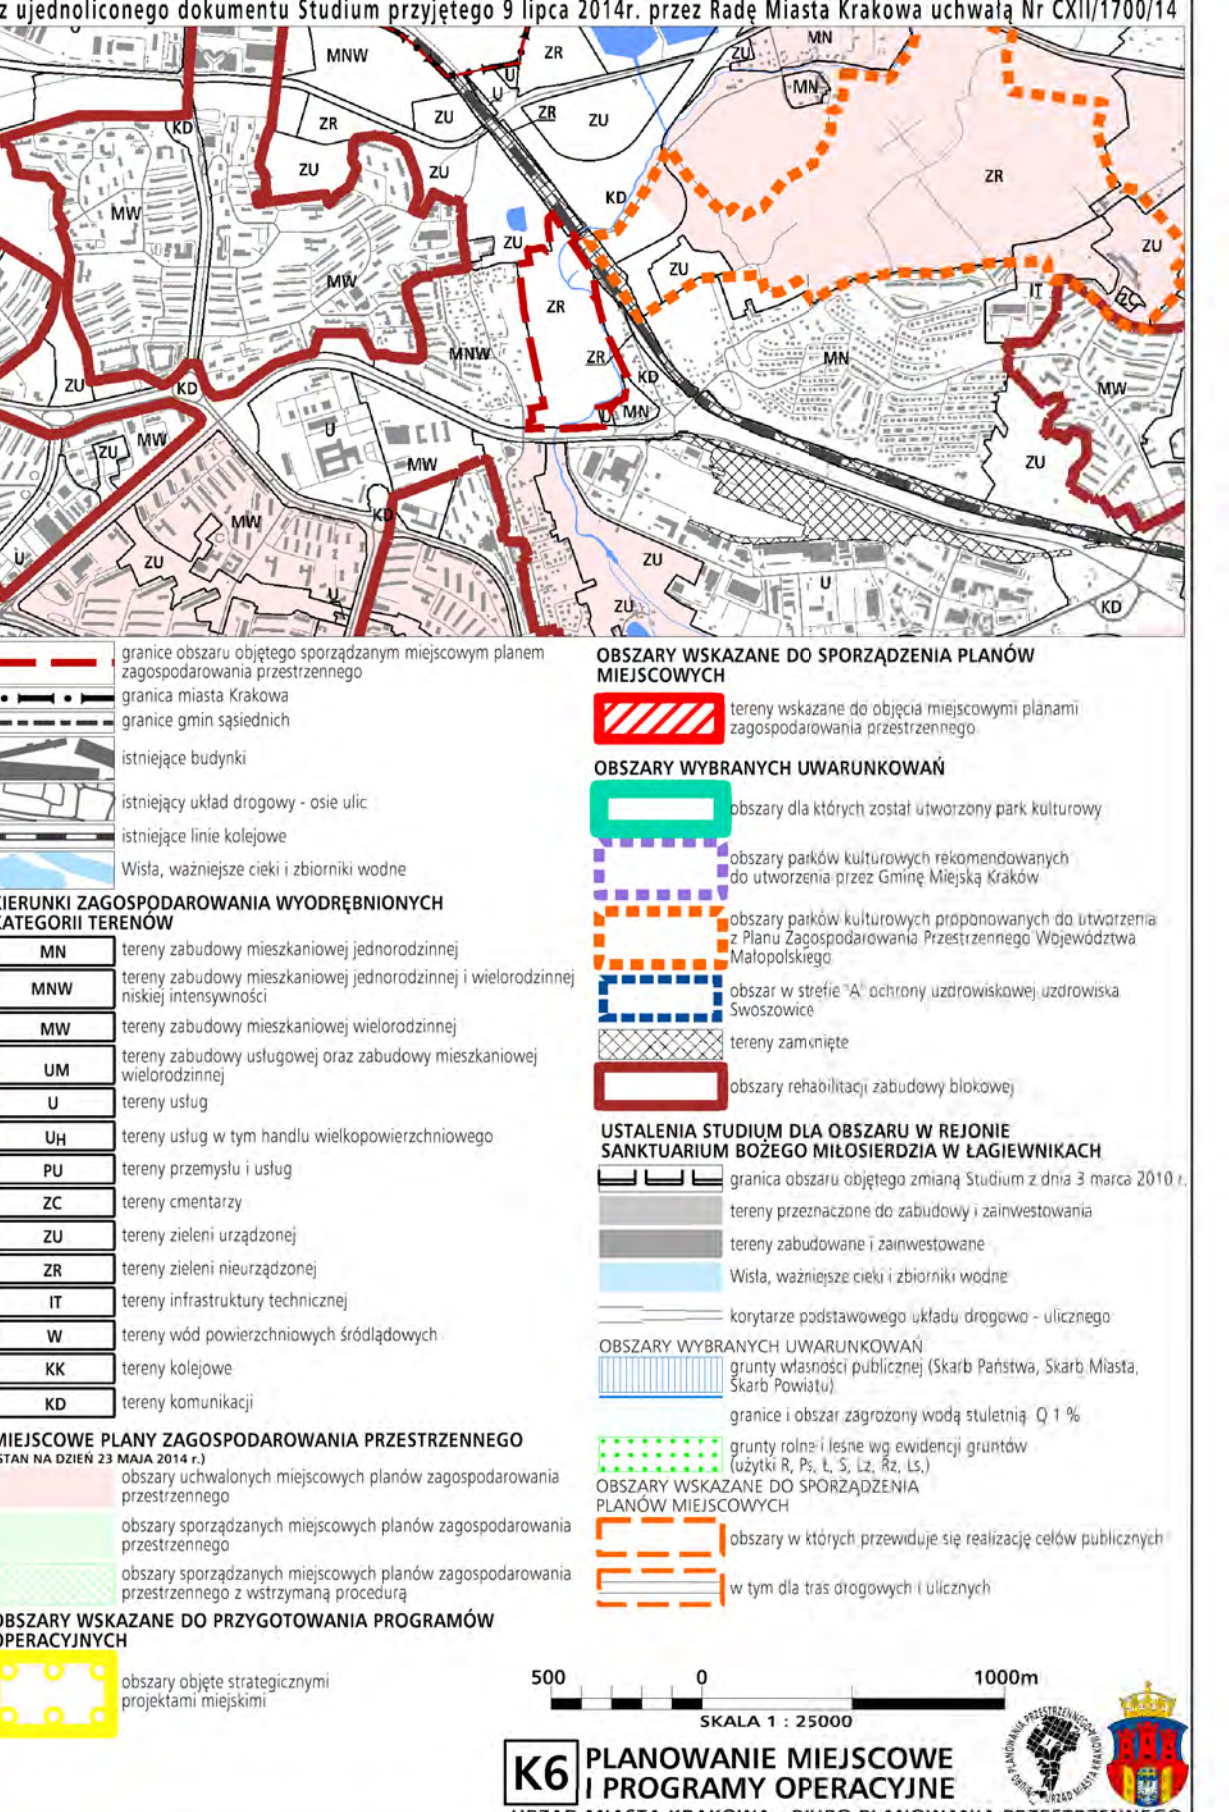 z ujednoliconego dokumentu Studium przyjętego 9 lipca 2014r. przez Radę Miasta Krakowa uchwałą Nr CXII/1700/14
MNW
U
ZR
ZU
MN
U
U
MN
KD
ZR
ZU
ZR
ZU
ZU
ZU
ZR
MW
KD
ZU
ZU
ZU
MW
IT
ZC
ZR
MNW
ZR
MN
ZU
KD
KD
MW
U
MN
U
MW
ZU
MW
ZU
KD
MW
ZU
ZU
U
U
U
ZU
KD
granice obszaru objętego sporządzanym miejscowym planem
zagospodarowania przestrzennego
granica miasta Krakowa
granice gmin sąsiednich
istniejące budynki
istniejący układ drogowy - osie ulic
istniejące linie kolejowe
Wisła, ważniejsze cieki i zbiorniki wodne
KIERUNKI ZAGOSPODAROWANIA WYODRĘBNIONYCH
KATEGORII TERENÓW
MN tereny zabudowy mieszkaniowej jednorodzinnej
MNW tereny zabudowy mieszkaniowej jednorodzinnej i wielorodzinnej
niskiej intensywności
MW tereny zabudowy mieszkaniowej wielorodzinnej
UM tereny zabudowy usługowej oraz zabudowy mieszkaniowej
wielorodzinnej
U tereny usług
UH tereny usług w tym handlu wielkopowierzchniowego
PU tereny przemysłu i usług
ZC tereny cmentarzy
ZU tereny zieleni urządzonej
ZR tereny zieleni nieurządzonej
IT tereny infrastruktury technicznej
W tereny wód powierzchniowych śródlądowych
KK tereny kolejowe
KD tereny komunikacji
MIEJSCOWE PLANY ZAGOSPODAROWANIA PRZESTRZENNEGO
(STAN NA DZIEŃ 23 MAJA 2014 r.)
obszary uchwalonych miejscowych planów zagospodarowania
przestrzennego
obszary sporządzanych miejscowych planów zagospodarowania
przestrzennego
obszary sporządzanych miejscowych planów zagospodarowania
przestrzennego z wstrzymaną procedurą
OBSZARY WSKAZANE DO PRZYGOTOWANIA PROGRAMÓW
OPERACYJNYCH
obszary objęte strategicznymi
projektami miejskimi
OBSZARY WSKAZANE DO SPORZĄDZENIA PLANÓW
MIEJSCOWYCH
tereny wskazane do objęcia miejscowymi planami
zagospodarowania przestrzennego
OBSZARY WYBRANYCH UWARUNKOWAŃ
obszary dla których został utworzony park kulturowy
obszary parków kulturowych rekomendowanych
do utworzenia przez Gminę Miejską Kraków
obszary parków kulturowych proponowanych do utworzenia
z Planu Zagospodarowania Przestrzennego Województwa
Małopolskiego
obszar w strefie "A" ochrony uzdrowiskowej uzdrowiska
Swoszowice
tereny zamknięte
obszary rehabilitacji zabudowy blokowej
USTALENIA STUDIUM DLA OBSZARU W REJONIE
SANKTUARIUM BOŻEGO MIŁOSIERDZIA W ŁAGIEWNIKACH
granica obszaru objętego zmianą Studium z dnia 3 marca 2010 r.
tereny przeznaczone do zabudowy i zainwestowania
tereny zabudowane i zainwestowane
Wisła, ważniejsze cieki i zbiorniki wodne
korytarze podstawowego układu drogowo - ulicznego
OBSZARY WYBRANYCH UWARUNKOWAŃ
grunty własności publicznej (Skarb Państwa, Skarb Miasta,
Skarb Powiatu)
granice i obszar zagrożony wodą stuletnią Q 1 %
grunty rolne i leśne wg ewidencji gruntów
(użytki R, Ps, Ł, S, Lz, Rz, Ls,)
OBSZARY WSKAZANE DO SPORZĄDZENIA
PLANÓW MIEJSCOWYCH
obszary w których przewiduje się realizację celów publicznych
w tym dla tras drogowych i ulicznych
500 0 1000m
SKALA 1 : 25000
K6 PLANOWANIE MIEJSCOWE
I PROGRAMY OPERACYJNE
URZĄD MIASTA KRAKOWA - BIURO PLANOWANIA PRZESTRZENNEGO